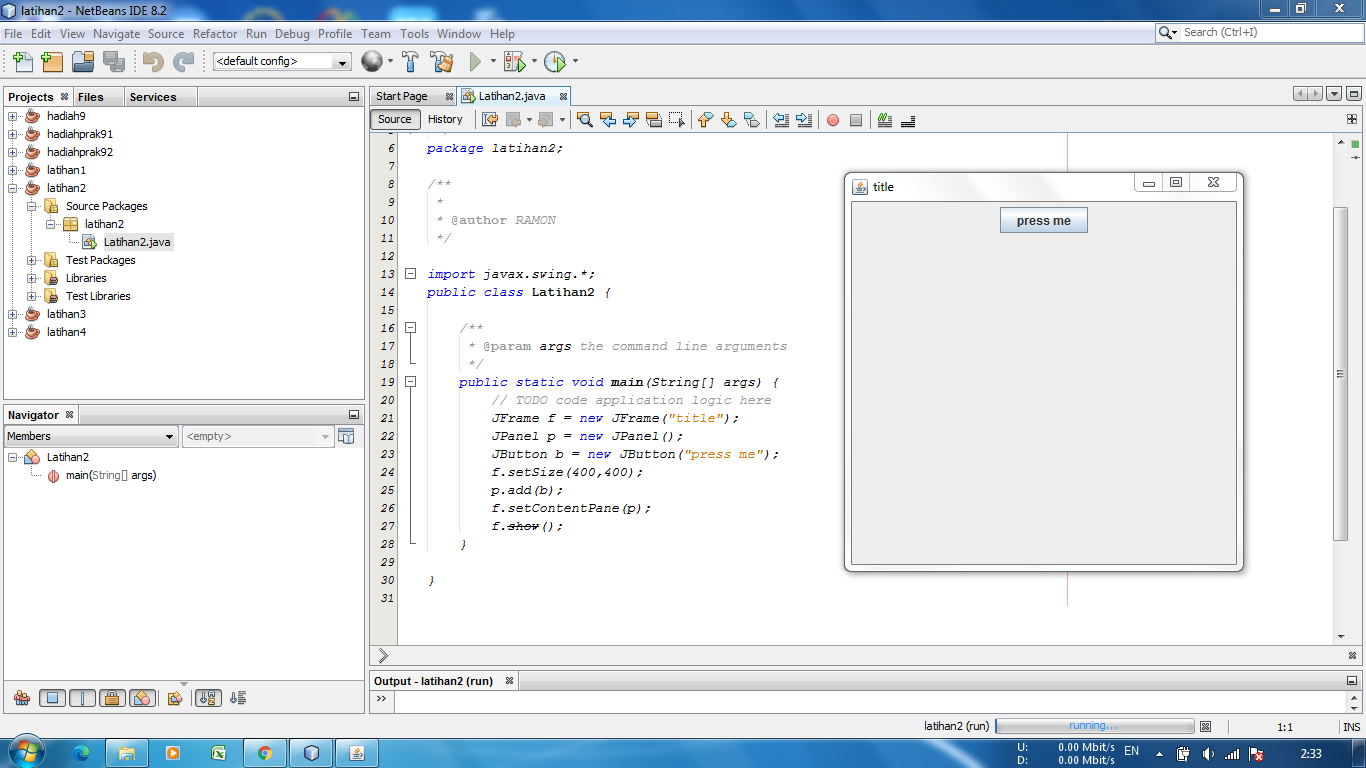 latihan2 - NetBeans IDE 8.2
File Edit View Navigate Source Refactor Run Debug Profile Team Tools Window Help
Search (Ctrl+I)
<default config>
Projects Files Services
hadiah9
hadiahprak91
hadiahprak92
latihan1
latihan2
Source Packages
latihan2
Latihan2.java
Test Packages
Libraries
Test Libraries
latihan3
latihan4
Navigator
Members <empty>
Latihan2
main(String[] args)
Start Page Latihan2.java
Source History
6 package latihan2;
7
8 /**
9 *
10 * @author RAMON
11 */
12
13 import javax.swing.*;
14 public class Latihan2 {
15
16 /**
17 * @param args the command line arguments
18 */
19 public static void main(String[] args) {
20 // TODO code application logic here
21 JFrame f = new JFrame("title");
22 JPanel p = new JPanel();
23 JButton b = new JButton("press me");
24 f.setSize(400,400);
25 p.add(b);
26 f.setContentPane(p);
27 f.show();
28 }
29
30 }
31
title
press me
Output - latihan2 (run)
latihan2 (run) running... 1:1 INS
U: 0.00 Mbit/s
D: 0.00 Mbit/s
EN
2:33